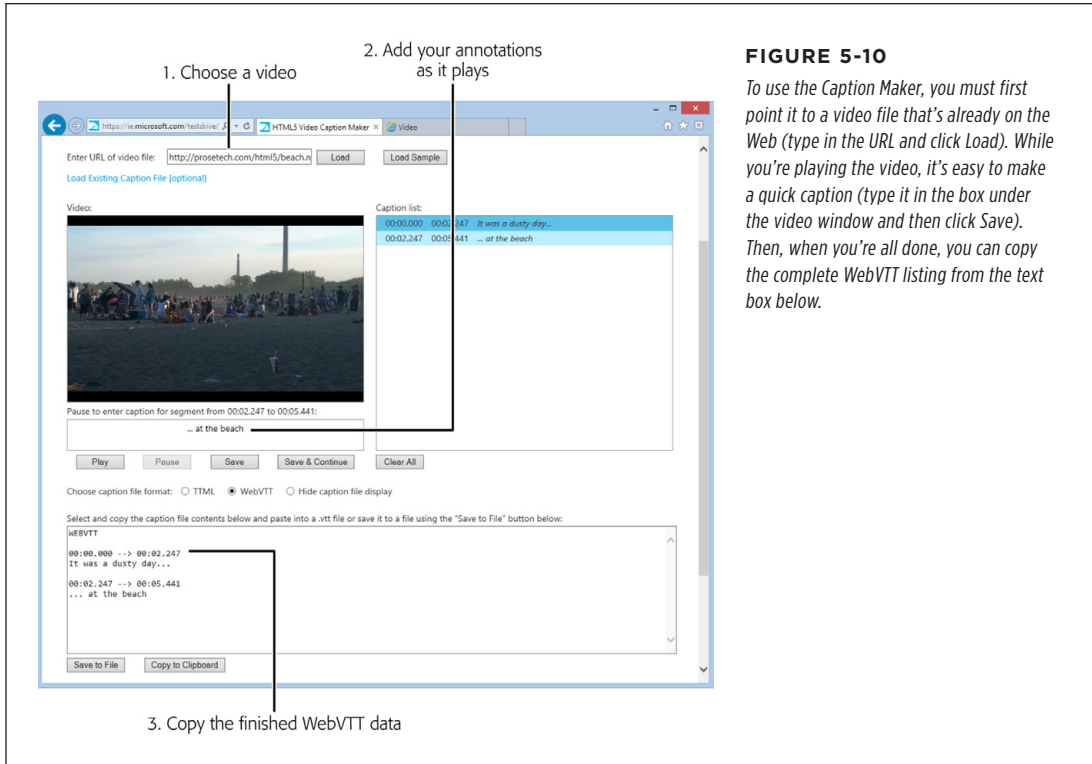 1. Choose a video
2. Add your annotations
as it plays
https://ie.microsoft.com/testdrive/
HTML5 Video Caption Maker
Video
Enter URL of video file:
http://prosetech.com/html5/beach.m
Load
Load Sample
Load Existing Caption File [optional]
Video:
Caption list:
00:00.000 00:02.247 It was a dusty day...
00:02.247 00:05.441 ... at the beach
Pause to enter caption for segment from 00:02.247 to 00:05.441:
... at the beach
Play
Pause
Save
Save & Continue
Clear All
Choose caption file format: TTML WebVTT Hide caption file display
Select and copy the caption file contents below and paste into a .vtt file or save it to a file using the "Save to File" button below:
WEBVTT
00:00.000 --> 00:02.247
It was a dusty day...
00:02.247 --> 00:05.441
... at the beach
Save to File
Copy to Clipboard
3. Copy the finished WebVTT data
FIGURE 5-10
To use the Caption Maker, you must first
point it to a video file that's already on the
Web (type in the URL and click Load). While
you're playing the video, it's easy to make
a quick caption (type it in the box under
the video window and then click Save).
Then, when you're all done, you can copy
the complete WebVTT listing from the text
box below.